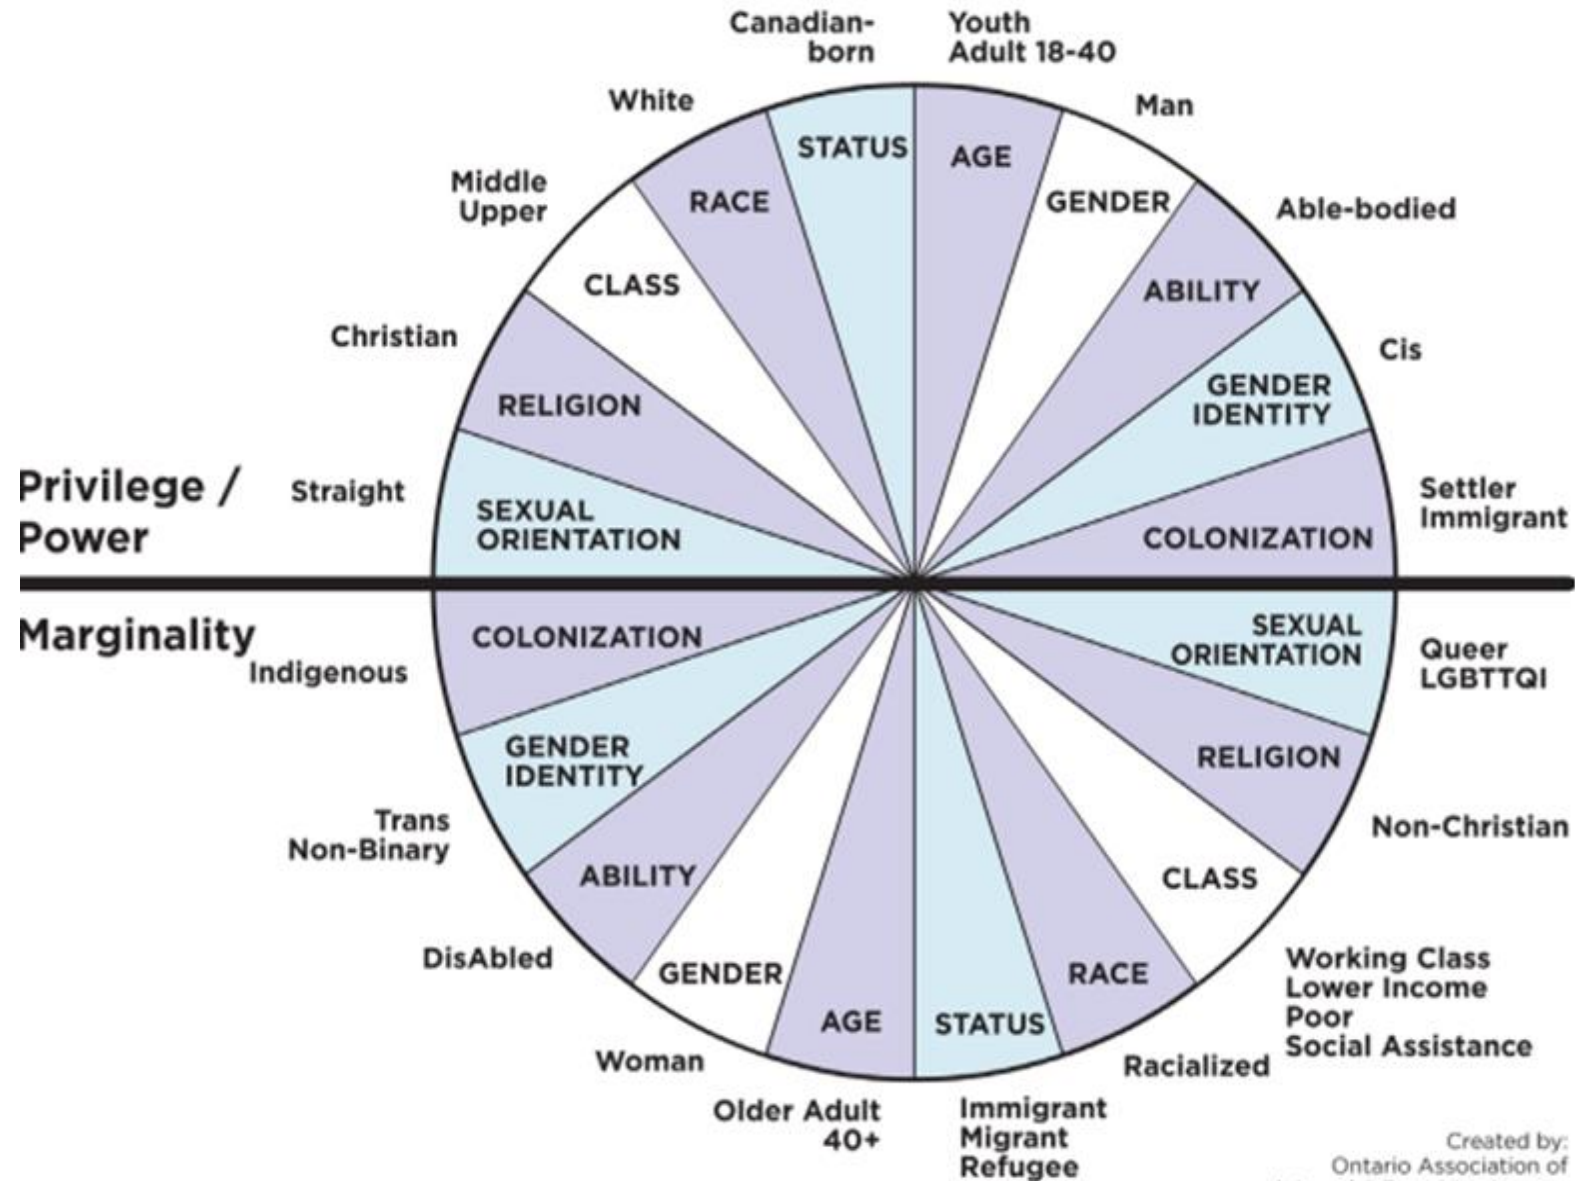 Canadian-
born
Youth
Adult 18-40
White
Man
STATUS
AGE
Middle
Upper
RACE
GENDER
Able-bodied
CLASS
ABILITY
Christian
Cis
RELIGION
GENDER
IDENTITY
Privilege /
Power
Straight
SEXUAL
ORIENTATION
COLONIZATION
Settler
Immigrant
Marginality
Indigenous
COLONIZATION
SEXUAL
ORIENTATION
Queer
LGBTTQI
GENDER
IDENTITY
RELIGION
Trans
Non-Binary
Non-Christian
ABILITY
CLASS
DisAbled
GENDER
RACE
Working Class
Lower Income
Poor
Social Assistance
AGE
STATUS
Woman
Racialized
Older Adult
40+
Immigrant
Migrant
Refugee
Created by:
Ontario Association of